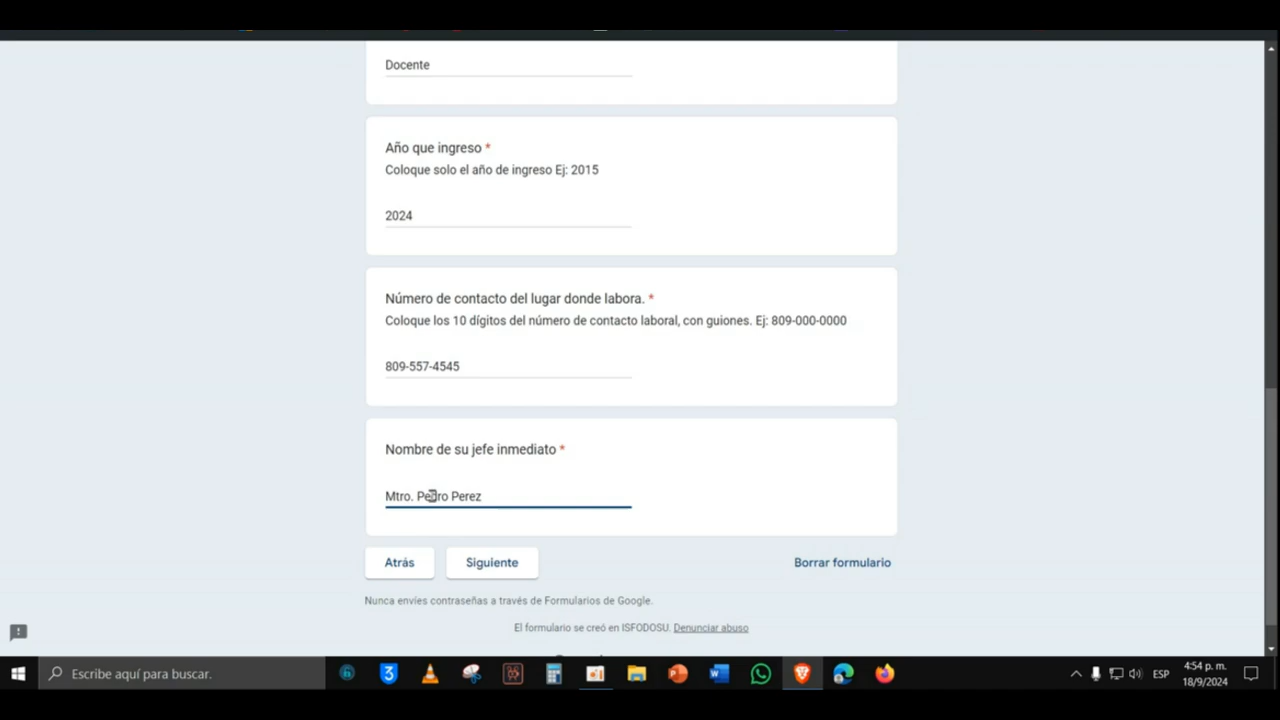 Docente
Año que ingreso *
Coloque solo el año de ingreso Ej: 2015
2024
Número de contacto del lugar donde labora. *
Coloque los 10 dígitos del número de contacto laboral, con guiones. Ej: 809-000-0000
809-557-4545
Nombre de su jefe inmediato *
Mtro. Pedro Perez
Atrás
Siguiente
Borrar formulario
Nunca envíes contraseñas a través de Formularios de Google.
El formulario se creó en ISFODOSU. Denunciar abuso
Escribe aquí para buscar.
ESP
4:54 p. m.
18/9/2024